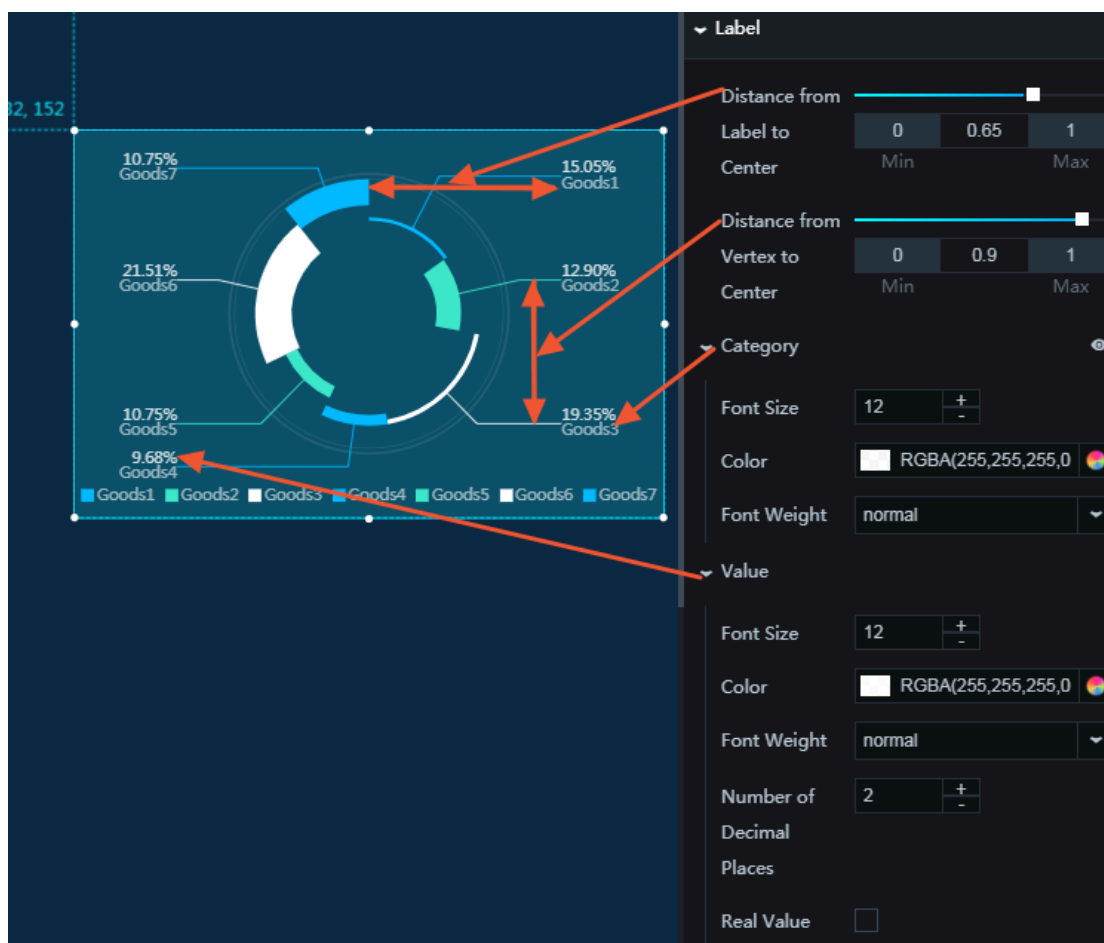 32, 152
10.75%
Goods7
15.05%
Goods1
21.51%
Goods6
12.90%
Goods2
10.75%
Goods5
19.35%
Goods3
9.68%
Goods4
Goods1 Goods2 Goods3 Goods4 Goods5 Goods6 Goods7
Label
Distance from
Label to
Center
0 0.65 1
Min Max
Distance from
Vertex to
Center
0 0.9 1
Min Max
Category
Font Size 12 + -
Color RGBA(255,255,255,0
Font Weight normal
Value
Font Size 12 + -
Color RGBA(255,255,255,0
Font Weight normal
Number of
Decimal
Places
2 + -
Real Value